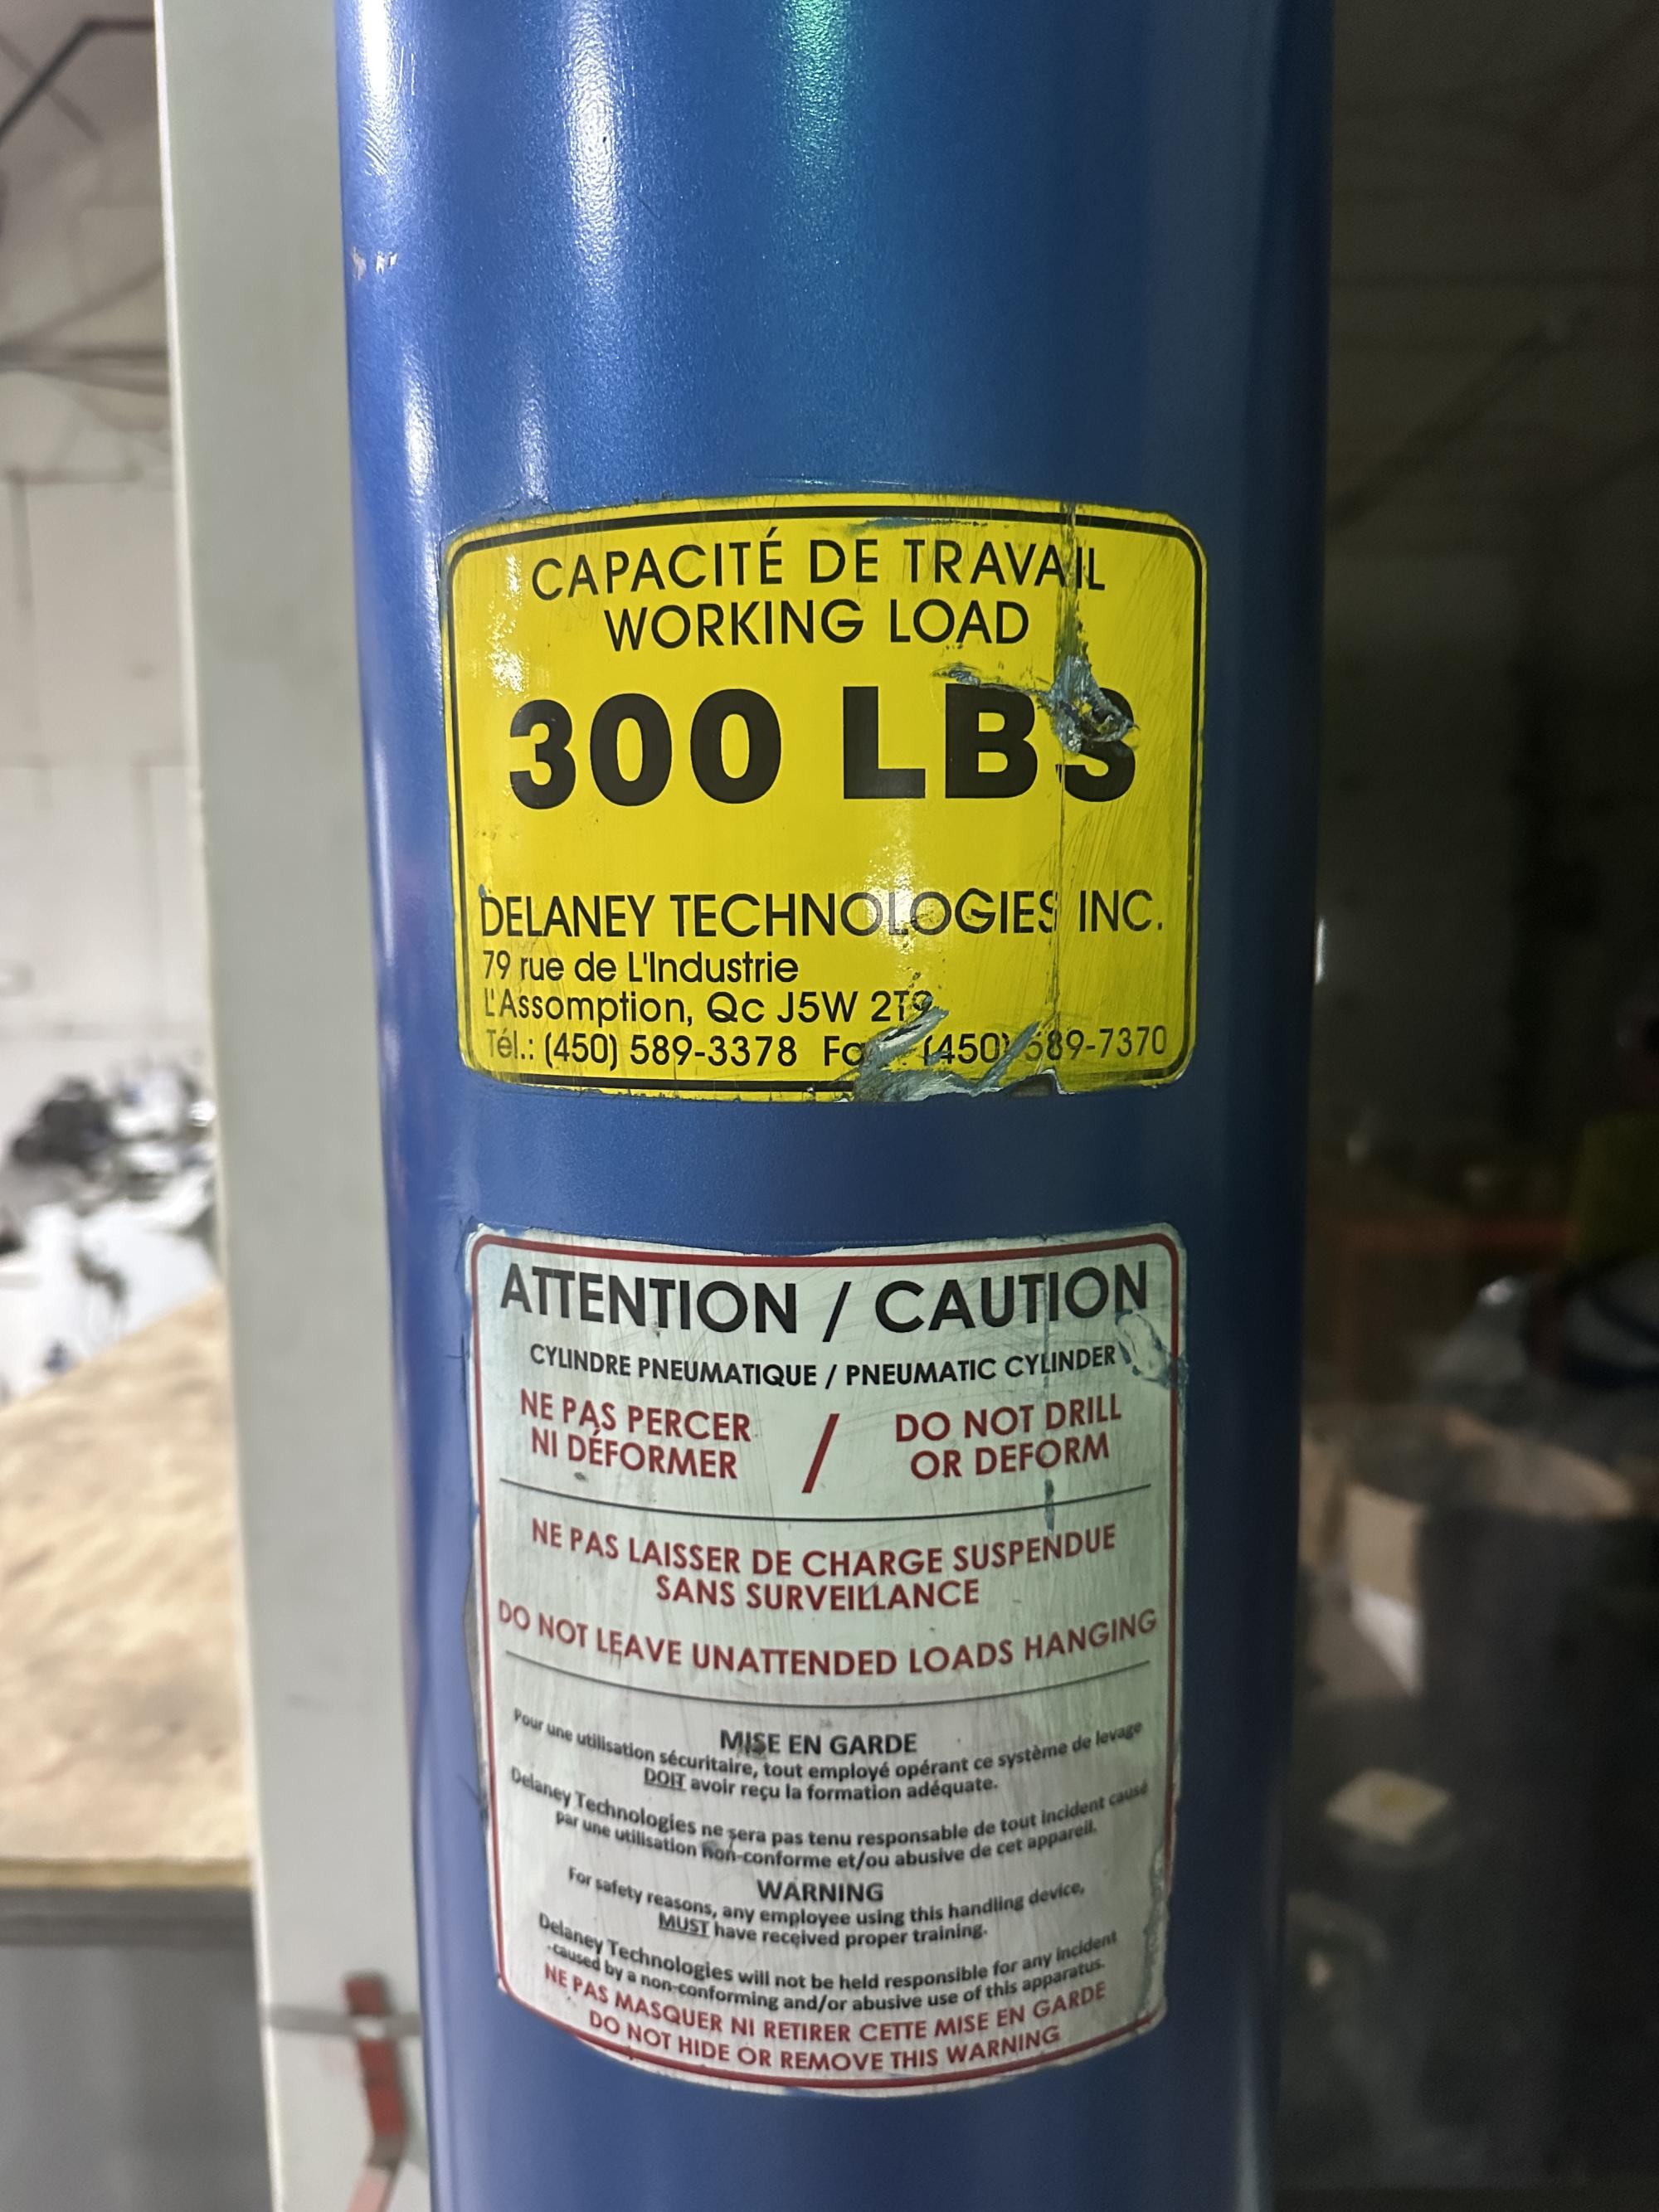 CAPACITÉ DE TRAVAIL
WORKING LOAD
300 LBS
DELANEY TECHNOLOGIES INC.
79 rue de L'Industrie
L'Assomption, Qc J5W 2T9
Tél.: (450) 589-3378 (450) 589-7370
ATTENTION / CAUTION
CYLINDRE PNEUMATIQUE / PNEUMATIC CYLINDER
NE PAS PERCER
NI DÉFORMER
/
DO NOT DRILL
OR DEFORM
NE PAS LAISSER DE CHARGE SUSPENDUE
SANS SURVEILLANCE
DO NOT LEAVE UNATTENDED LOADS HANGING
MISE EN GARDE
Pour une utilisation sécuritaire, tout employé opérant ce système de levage
DOIT avoir reçu la formation adéquate.
Delaney Technologies ne sera pas tenu responsable de tout incident causé
par une utilisation non-conforme et/ou abusive de cet appareil.
WARNING
For safety reasons, any employee using this handling device,
MUST have received proper training.
Delaney Technologies will not be held responsible for any incident
caused by a non-conforming and/or abusive use of this apparatus.
NE PAS MASQUER NI RETIRER CETTE MISE EN GARDE
DO NOT HIDE OR REMOVE THIS WARNING